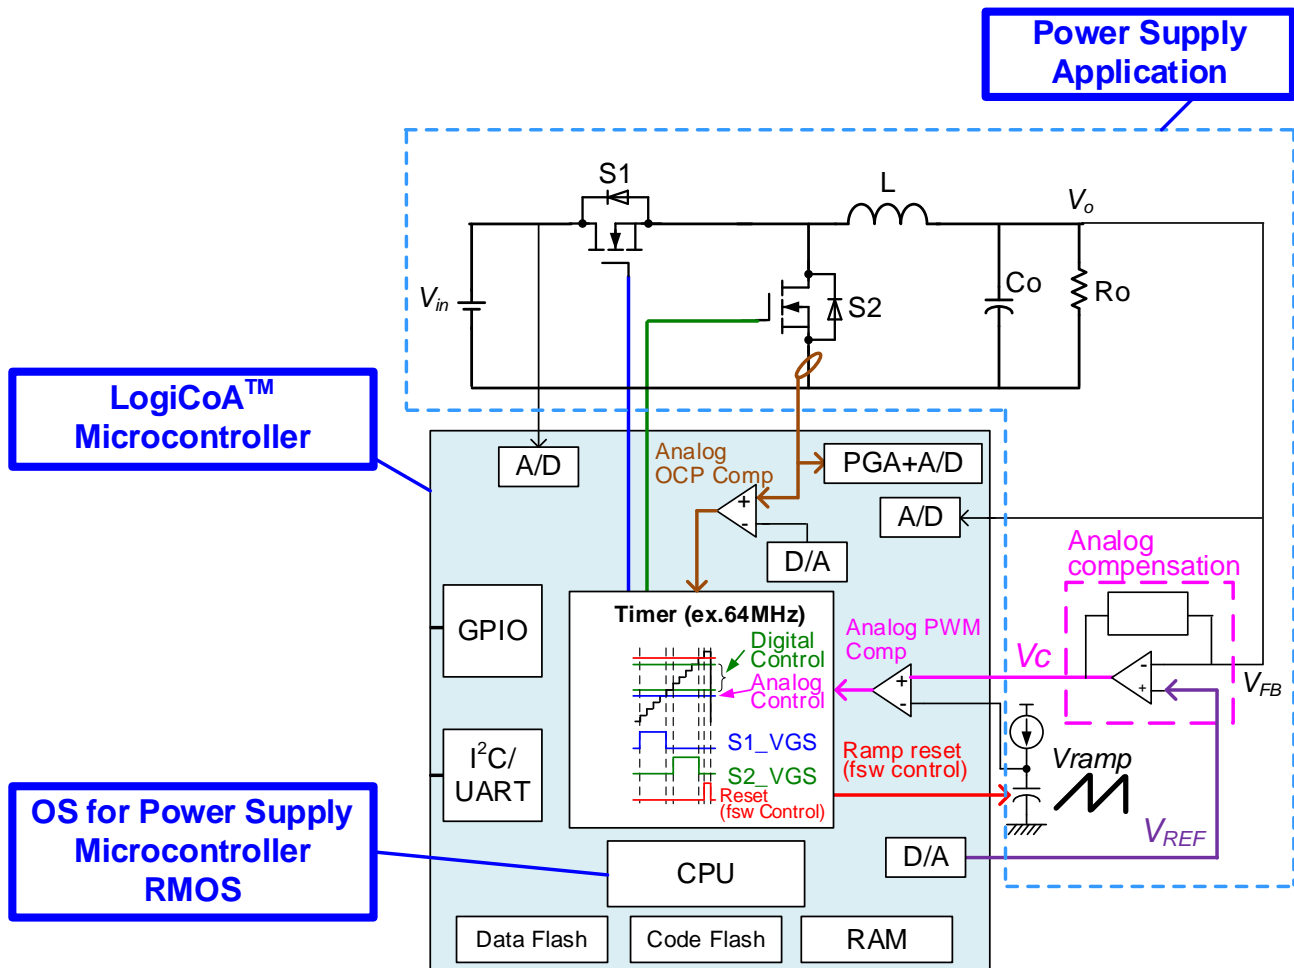 Power Supply
Application
S1
L
Vo
Vin
S2
Co
Ro
LogiCoA™
Microcontroller
A/D
Analog
OCP Comp
PGA+A/D
+
-
A/D
D/A
Analog
compensation
GPIO
Timer (ex.64MHz)
Digital
Control
Analog
Control
Analog PWM
Comp
Vc
-
+
VFB
+
-
S1_VGS
S2_VGS
Reset
(fsw Control)
Ramp reset
(fsw control)
Vramp
I²C/
UART
VREF
OS for Power Supply
Microcontroller
RMOS
CPU
D/A
Data Flash
Code Flash
RAM